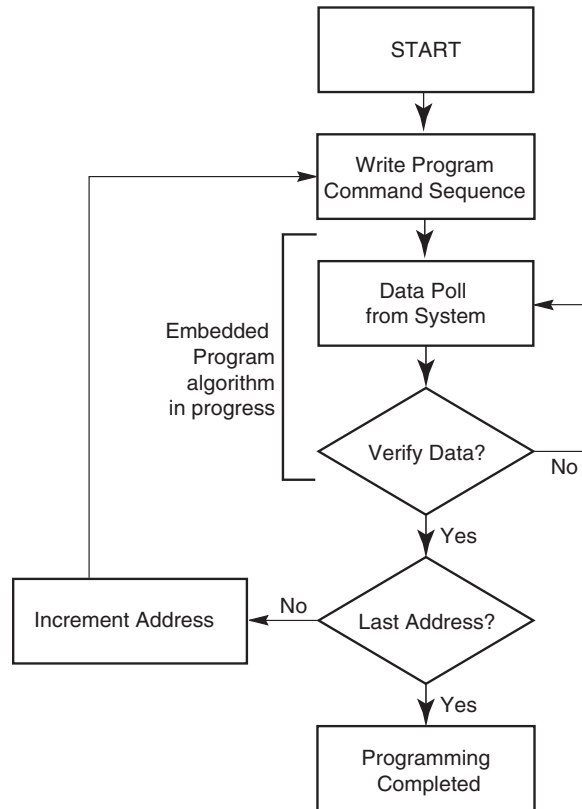 START
Write Program
Command Sequence
Data Poll
from System
Embedded
Program
algorithm
in progress
Verify Data?
No
Yes
Increment Address
No
Last Address?
Yes
Programming
Completed